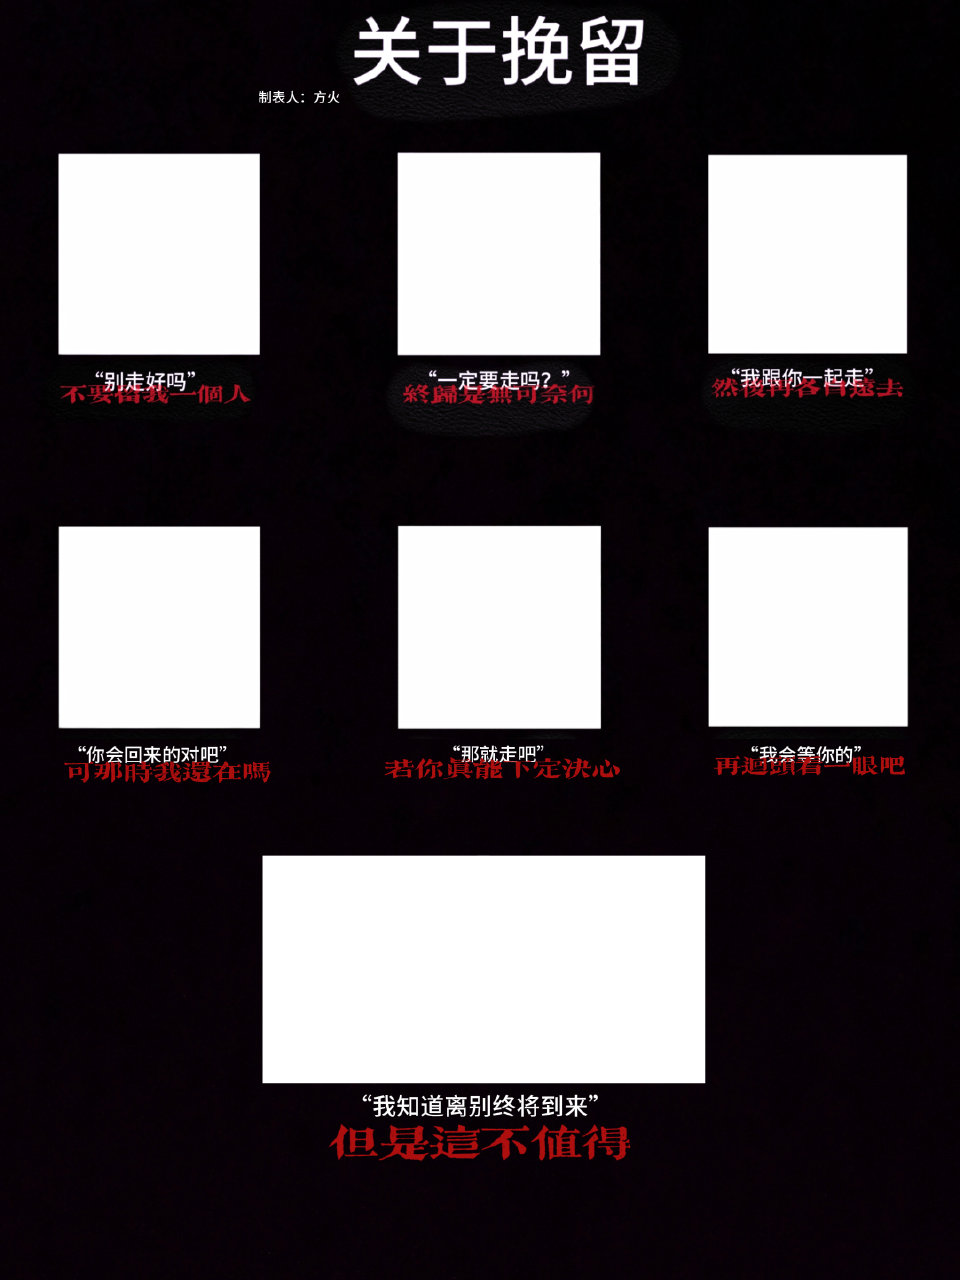 关于挽留
制表人：方火
“别走好吗”
不要留我一個人
“一定要走吗？”
終歸是無可奈何
“我跟你一起走”
然後再各自遠去
“你会回来的对吧”
可那時我還在嗎
“那就走吧”
若你真能下定決心
“我会等你的”
再迴頭看一眼吧
“我知道离别终将到来”
但是這不值得